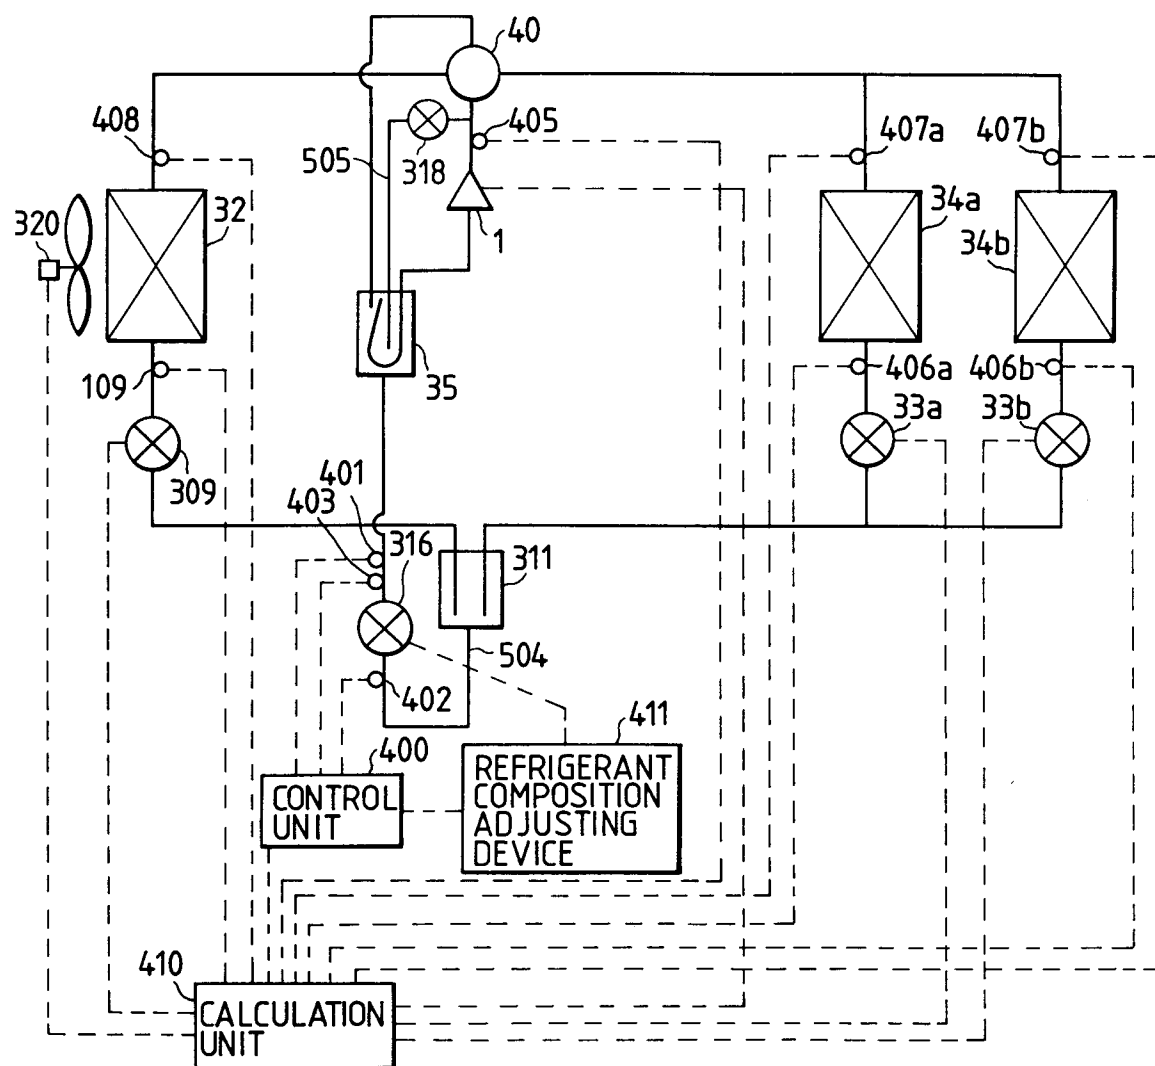 40
408
405
407a
407b
505
318
320
32
1
34a
34b
35
109
406a
406b
33a
33b
309
401
403
316
311
504
402
411
400
REFRIGERANT
COMPOSITION
ADJUSTING
DEVICE
CONTROL
UNIT
410
CALCULATION
UNIT